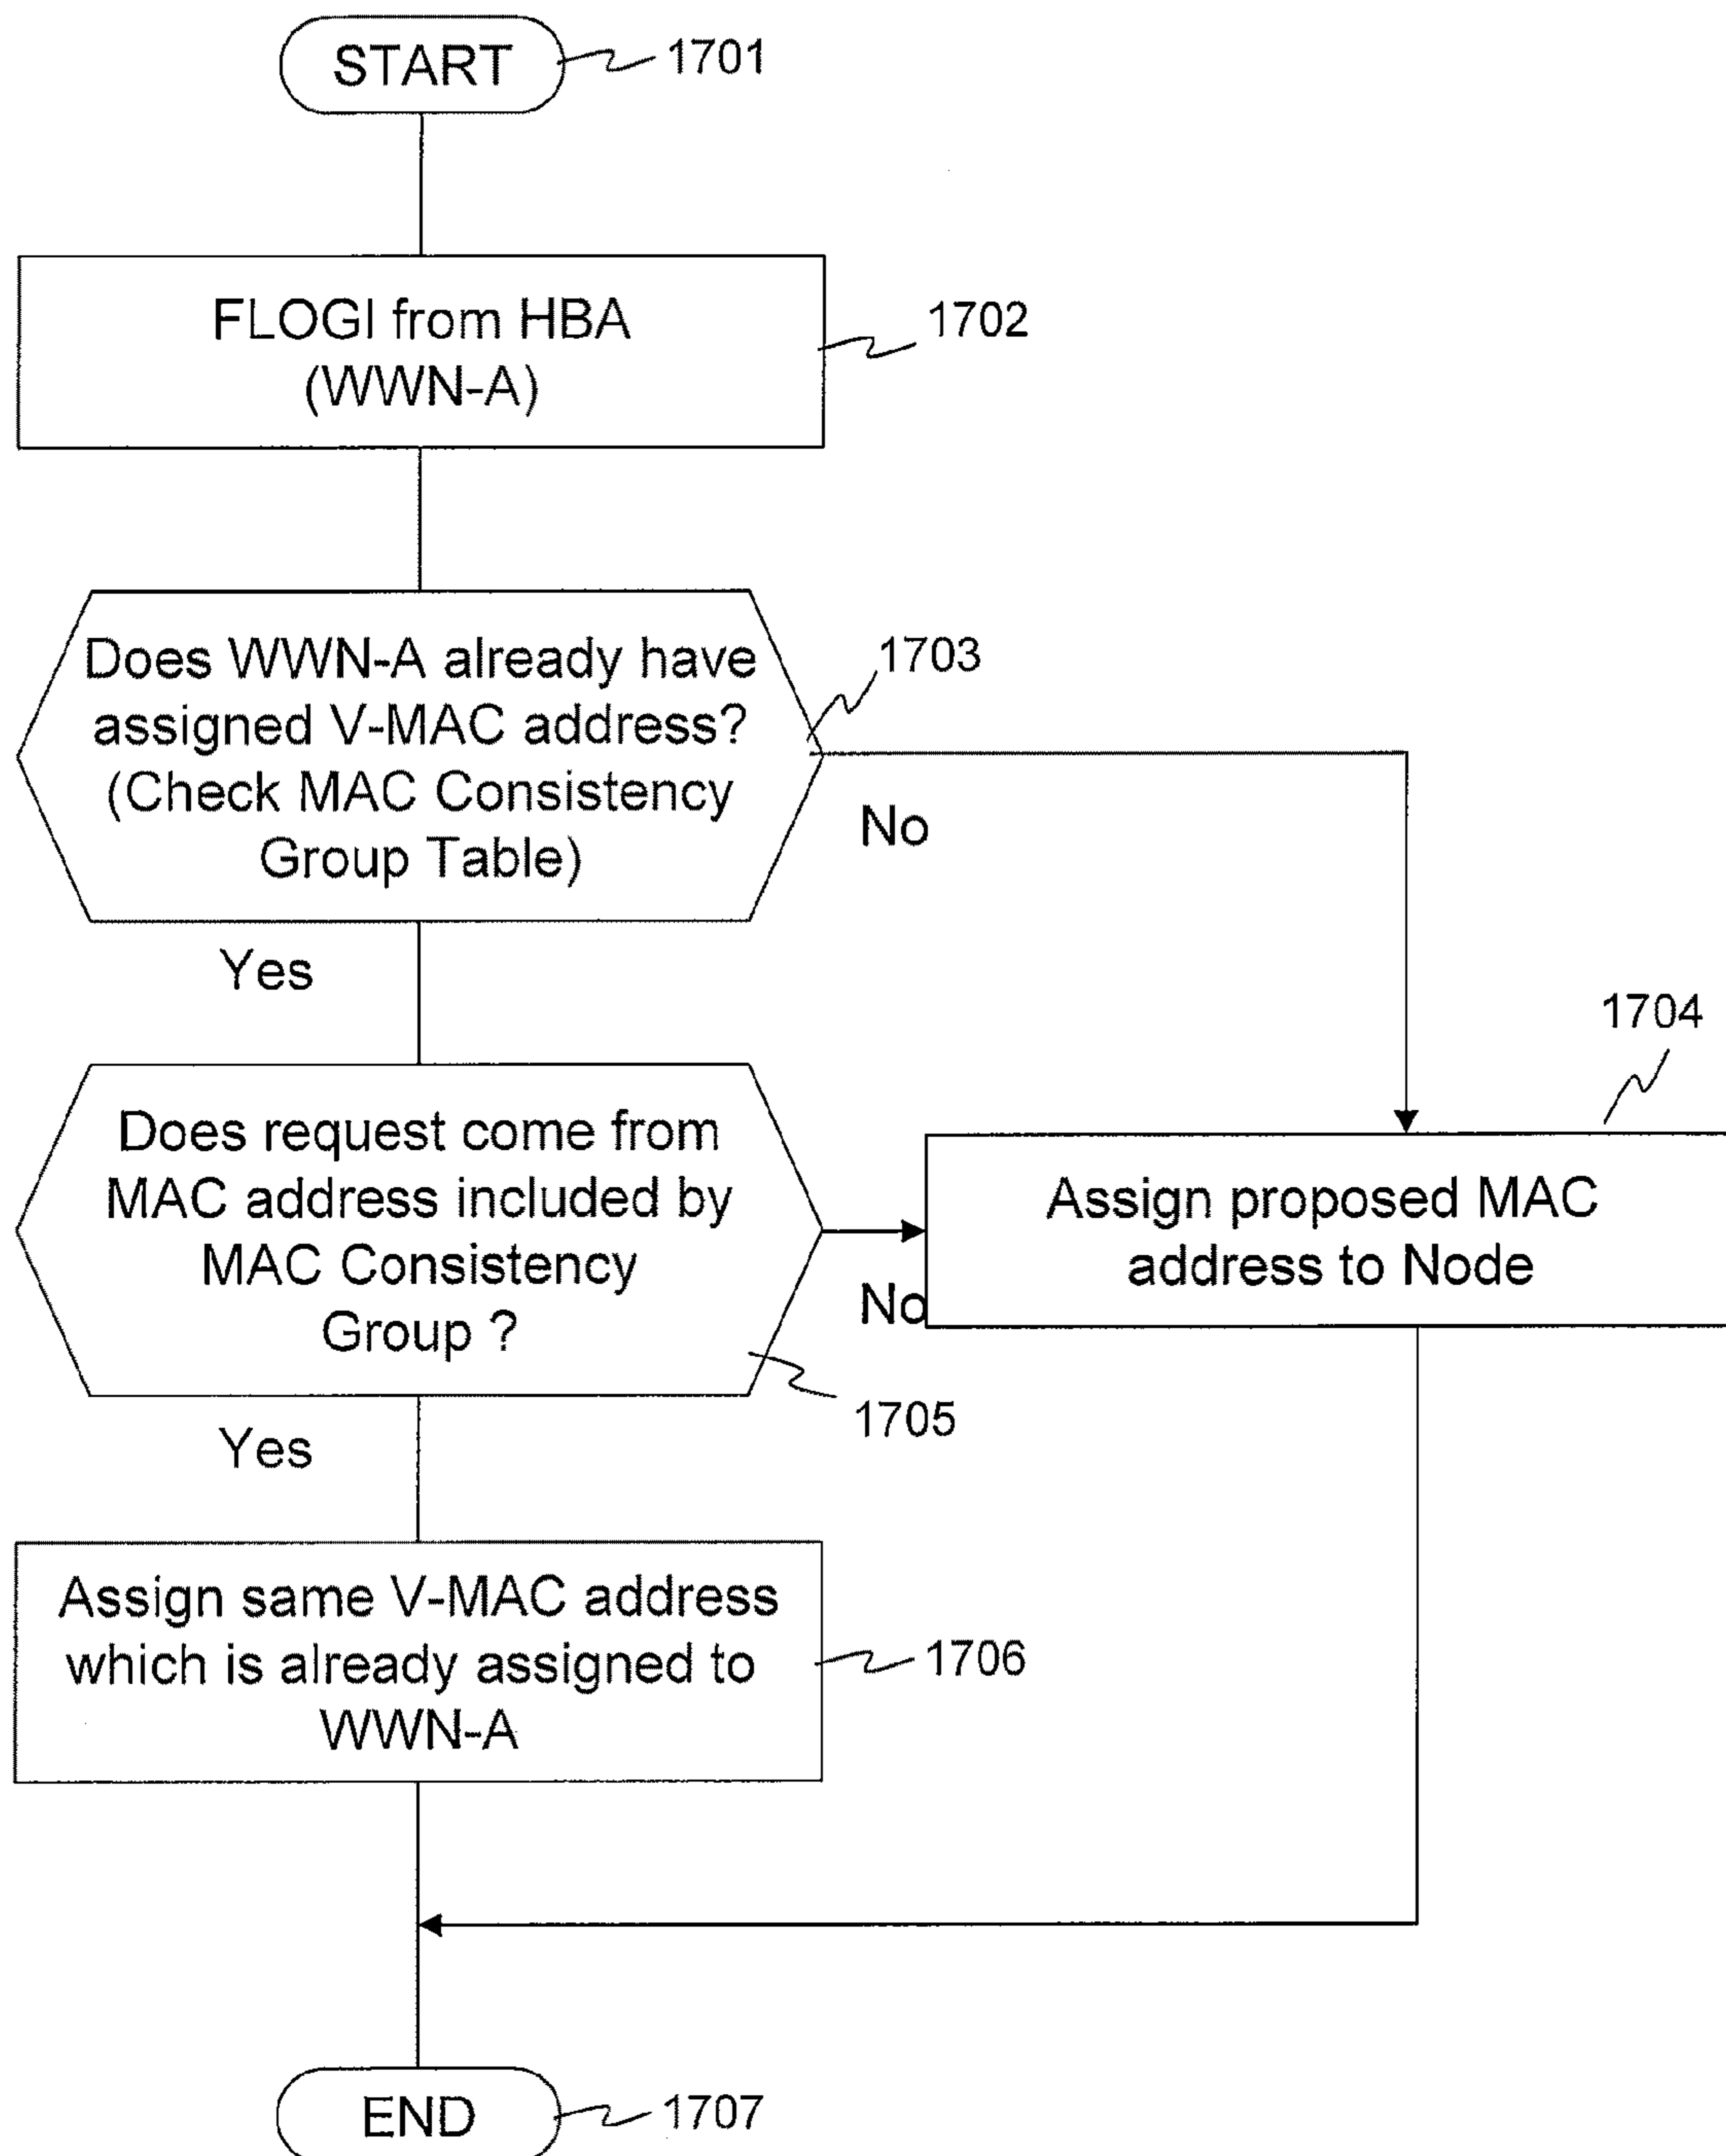 START
1701
FLOGI from HBA
(WWN-A)
1702
Does WWN-A already have
assigned V-MAC address?
(Check MAC Consistency
Group Table)
1703
No
Yes
1704
Does request come from
MAC address included by
MAC Consistency
Group ?
No
1705
Assign proposed MAC
address to Node
Yes
Assign same V-MAC address
which is already assigned to
WWN-A
1706
END
1707